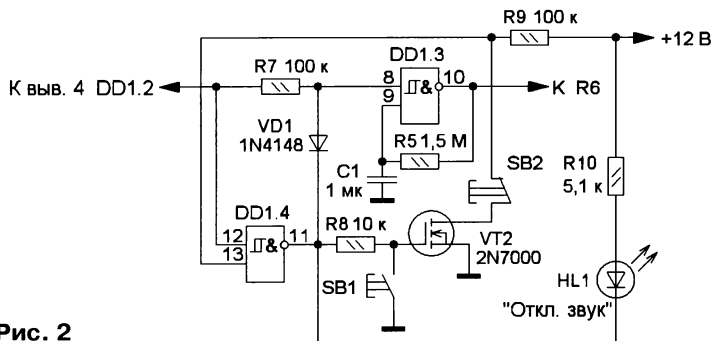 R9 100 к
+12 В
DD1.3
R7 100 к
К выв. 4 DD1.2
8
&
10
К R6
9
VD1
1N4148
R5 1,5 М
SB2
C1
1 мк
R10
5,1 к
DD1.4
12
&
11
13
R8 10 к
VT2
2N7000
SB1
HL1
"Откл. звук"
Рис. 2